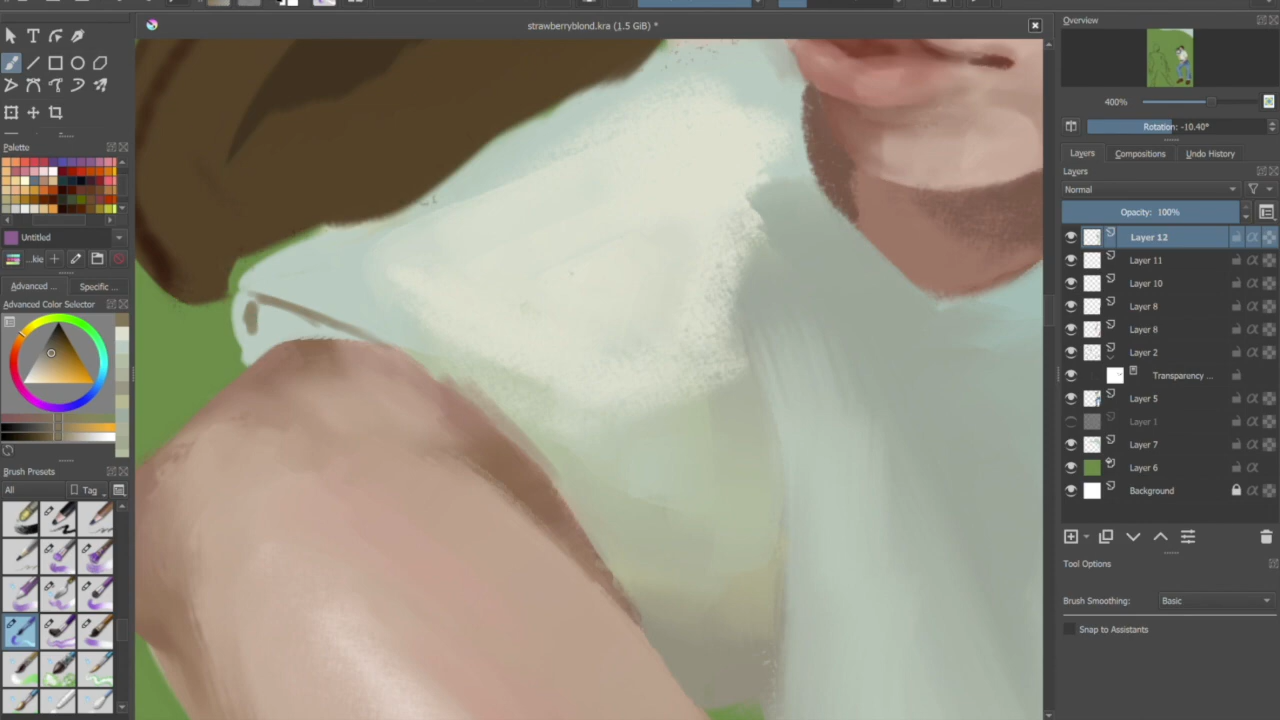 strawberryblond.kra (1.5 GiB) *
Overview
400%
Rotation: -10.40°
Layers
Compositions
Undo History
Layers
Normal
Opacity: 100%
Layer 12
Layer 11
Layer 10
Layer 8
Layer 8
Layer 2
Transparency ...
Layer 5
Layer 1
Layer 7
Layer 6
Background
Tool Options
Brush Smoothing:
Basic
Snap to Assistants
Palette
Untitled
...kie
Advanced ...
Specific ...
Advanced Color Selector
Brush Presets
All
Tag